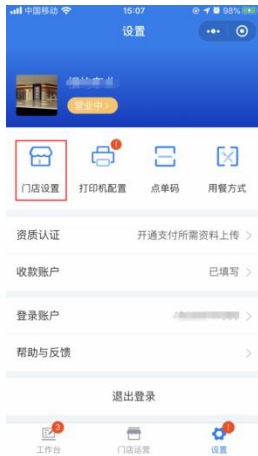 中国移动 15:07 98%
设置
营业中 >
门店设置 打印机配置 点单码 用餐方式
资质认证 开通支付所需资料上传 >
收款账户 已填写 >
登录账户 >
帮助与反馈 >
退出登录
3
工作台 门店运营 设置